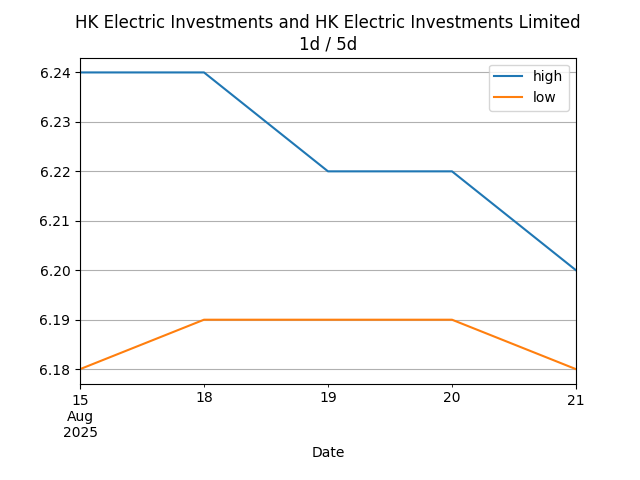 HK Electric Investments and HK Electric Investments Limited
1d / 5d
high
low
6.24
6.23
6.22
6.21
6.20
6.19
6.18
15 18 19 20 21
Aug
2025
Date